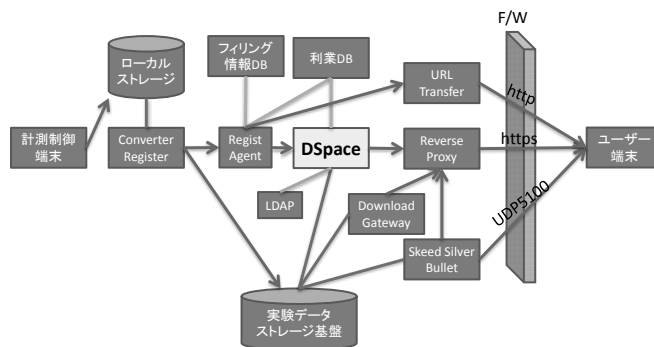 F/W
ローカル
ストレージ
フィリング
情報DB
利業DB
URL
Transfer
http
計測制御
端末
Converter
Register
Regist
Agent
DSpace
Reverse
Proxy
https
ユーザー
端末
LDAP
Download
Gateway
UDP5100
Skeed Silver
Bullet
実験データ
ストレージ基盤